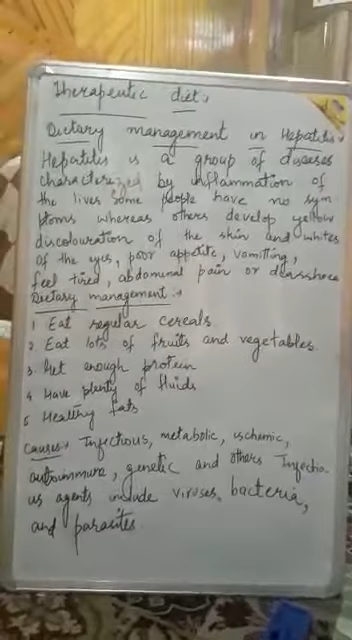 Therapeutic diet:
Dietary management in Hepatitis:
Hepatitis is a group of diseases
characterized by inflammation of
the lives some people have no sym
ptoms whereas others develop yellow
discolouration of the skin and whites
of the eyes, poor appetite, vomitting,
feel tired, abdominal pain or diarrhoea
Dietary management:
1 Eat regular cereals
2 Eat lots of fruits and vegetables.
3. Get enough protein
4 Have plenty of fluids
5 Healthy fats
Causes: Infectious, metabolic, ischemic,
autoimmune, genetic and others Infectio
us agents include viruses, bacteria,
and parasites.